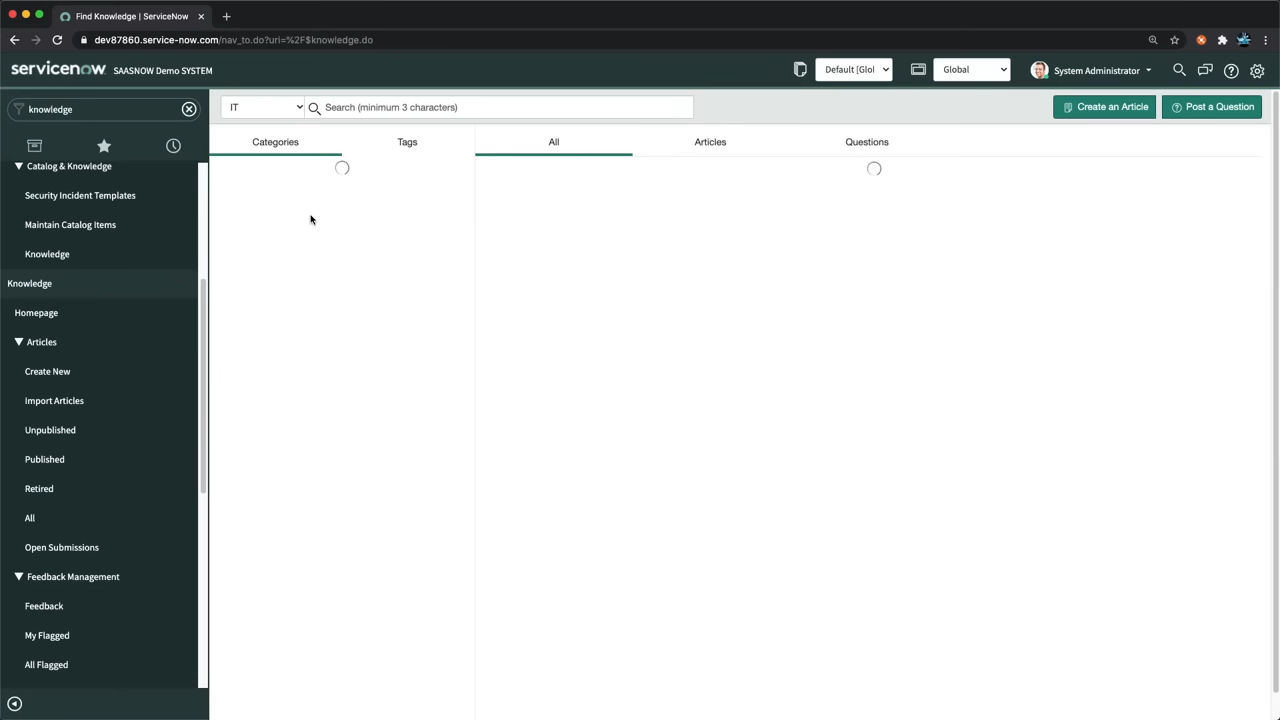 Find Knowledge | ServiceNow
dev87860.service-now.com/nav_to.do?uri=%2F$knowledge.do
servicenow SAASNOW Demo SYSTEM
Default [Glol
Global
System Administrator
knowledge
IT
Search (minimum 3 characters)
Create an Article
Post a Question
Categories
Tags
All
Articles
Questions
Catalog & Knowledge
Security Incident Templates
Maintain Catalog Items
Knowledge
Knowledge
Homepage
Articles
Create New
Import Articles
Unpublished
Published
Retired
All
Open Submissions
Feedback Management
Feedback
My Flagged
All Flagged